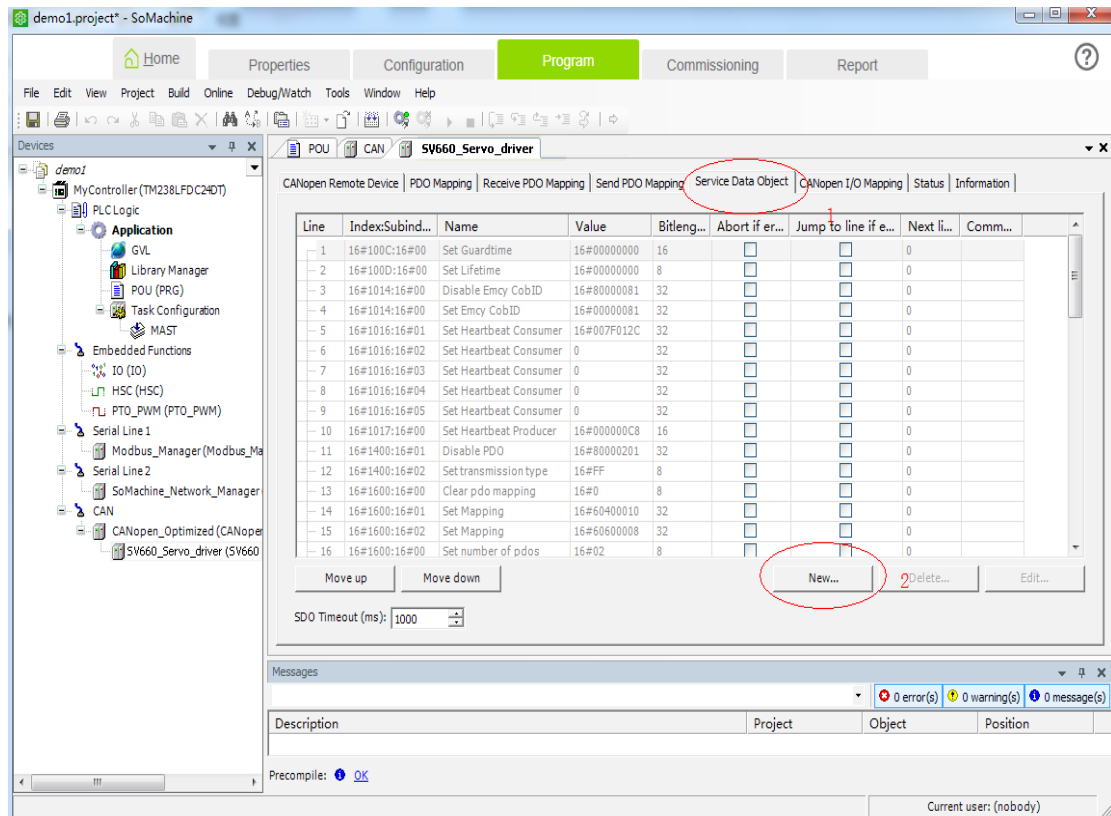 demo1.project* - SoMachine
Home Properties Configuration Program Commissioning Report
File Edit View Project Build Online Debug/Watch Tools Window Help
Devices
demo1
MyController (TM238LFDC24DT)
PLC Logic
Application
GVL
Library Manager
POU (PRG)
Task Configuration
MAST
Embedded Functions
IO (IO)
HSC (HSC)
PTO_PWM (PTO_PWM)
Serial Line 1
Modbus_Manager (Modbus_Ma
Serial Line 2
SoMachine_Network_Manager
CAN
CANopen_Optimized (CANoper
SV660_Servo_driver (SV660
POU CAN SV660_Servo_driver
CANopen Remote Device PDO Mapping Receive PDO Mapping Send PDO Mapping Service Data Object CANopen I/O Mapping Status Information
1
Line Index:Subind... Name Value Bitleng... Abort if er... Jump to line if e... Next li... Comm...
1 16#100C:16#00 Set Guardtime 16#00000000 16 0
2 16#100D:16#00 Set Lifetime 16#00000000 8 0
3 16#1014:16#00 Disable Emcy CobID 16#80000081 32 0
4 16#1014:16#00 Set Emcy CobID 16#00000081 32 0
5 16#1016:16#01 Set Heartbeat Consumer 16#007F012C 32 0
6 16#1016:16#02 Set Heartbeat Consumer 0 32 0
7 16#1016:16#03 Set Heartbeat Consumer 0 32 0
8 16#1016:16#04 Set Heartbeat Consumer 0 32 0
9 16#1016:16#05 Set Heartbeat Consumer 0 32 0
10 16#1017:16#00 Set Heartbeat Producer 16#000000C8 16 0
11 16#1400:16#01 Disable PDO 16#80000201 32 0
12 16#1400:16#02 Set transmission type 16#FF 8 0
13 16#1600:16#00 Clear pdo mapping 16#0 8 0
14 16#1600:16#01 Set Mapping 16#60400010 32 0
15 16#1600:16#02 Set Mapping 16#60600008 32 0
16 16#1600:16#00 Set number of pdos 16#02 8 0
Move up Move down New... 2 Delete... Edit...
SDO Timeout (ms): 1000
Messages
0 error(s) 0 warning(s) 0 message(s)
Description Project Object Position
Precompile: OK
Current user: (nobody)